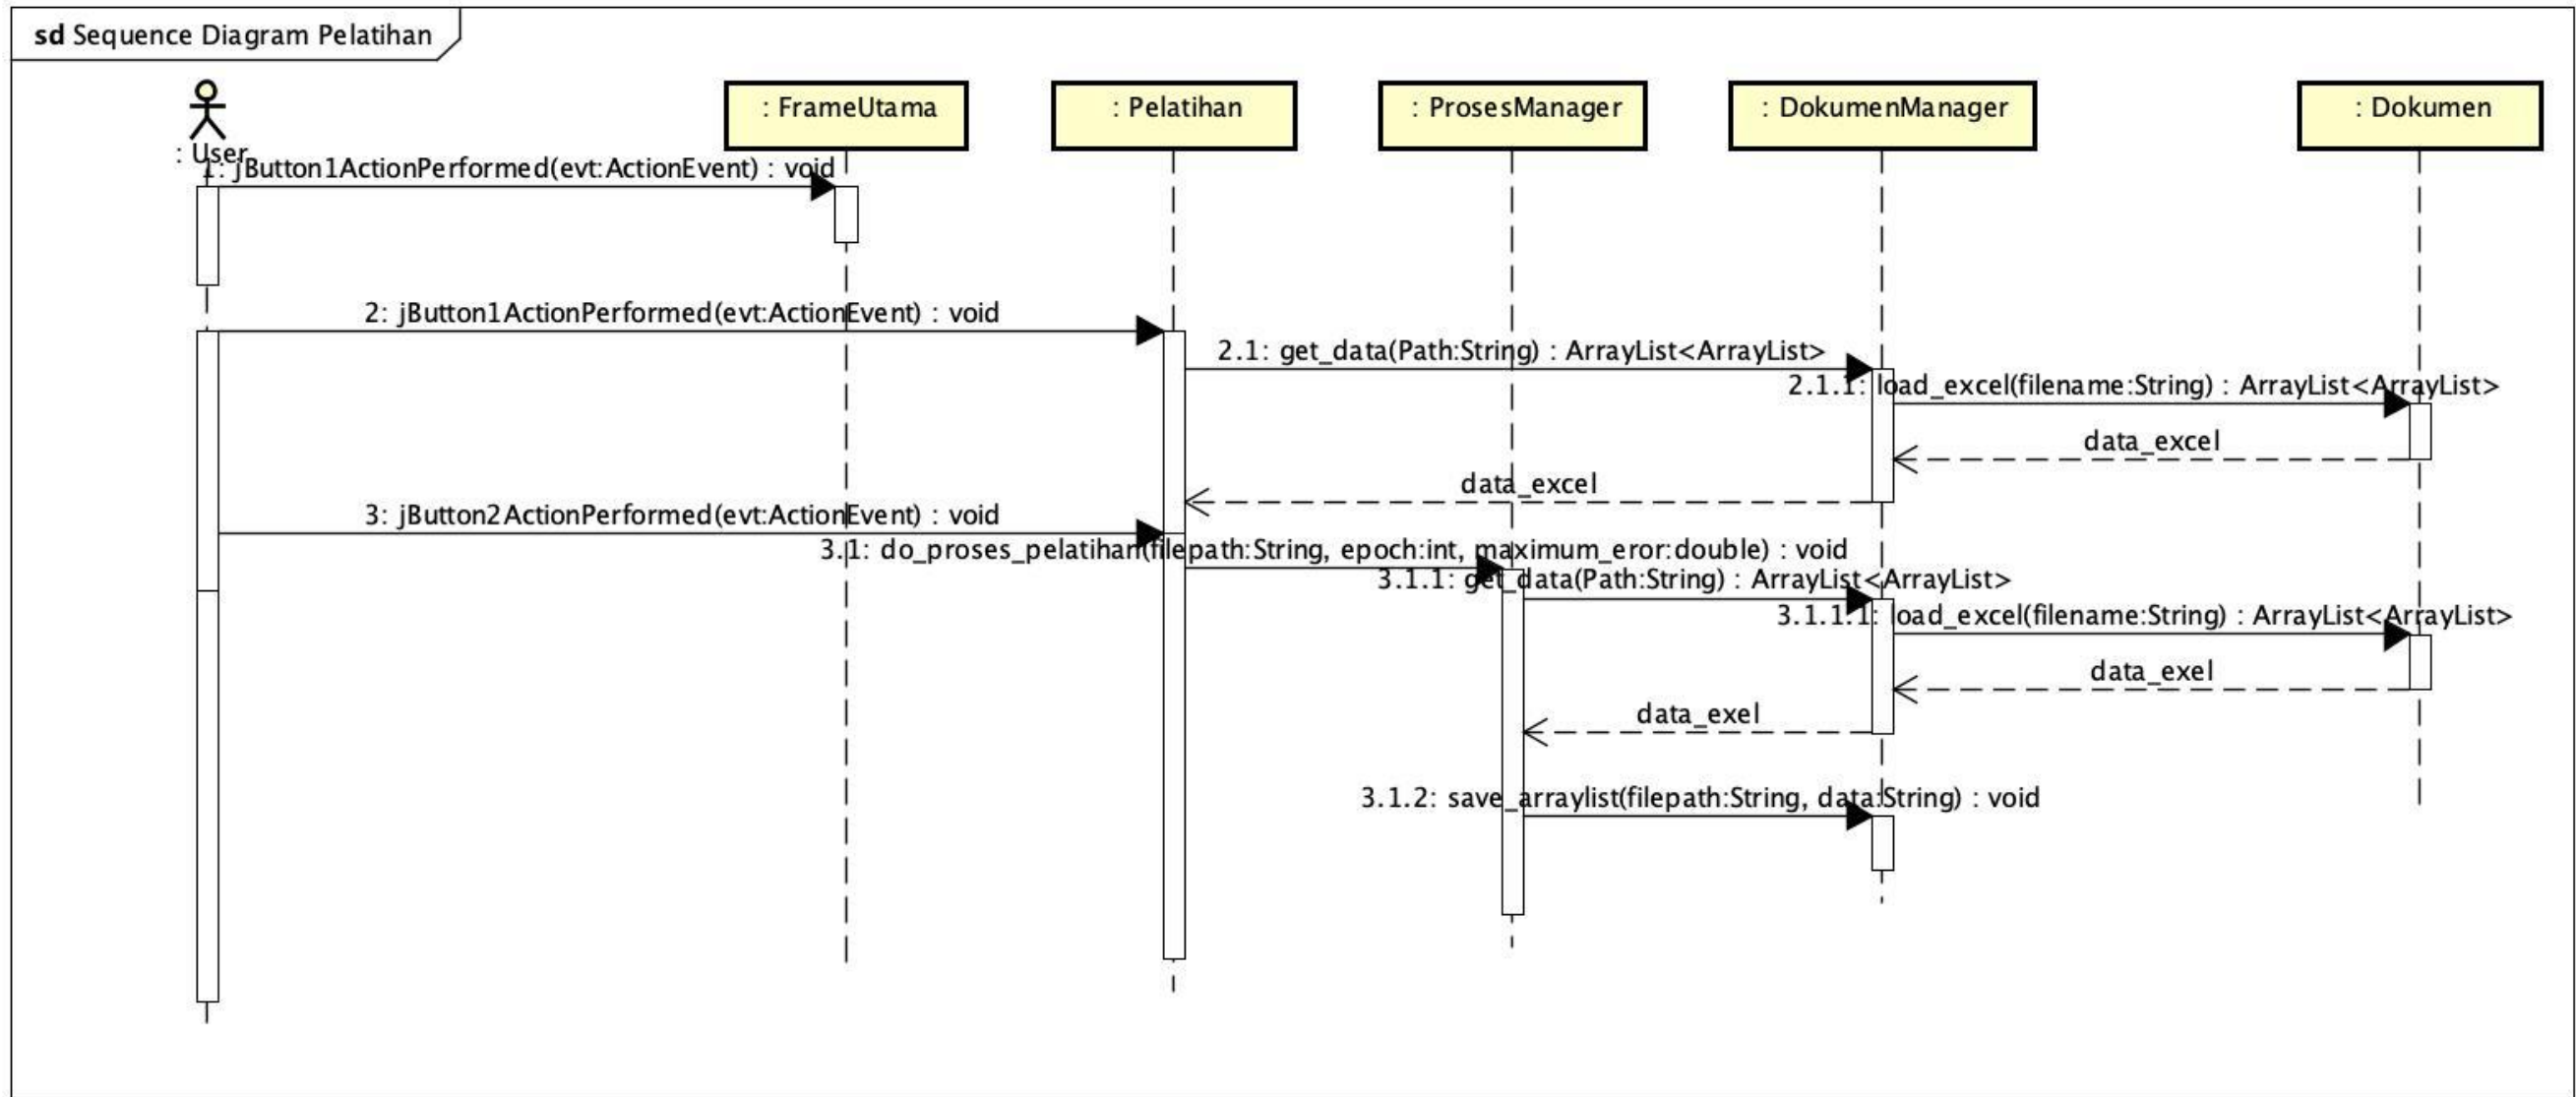 sd Sequence Diagram Pelatihan
: User
: FrameUtama
: Pelatihan
: ProsesManager
: DokumenManager
: Dokumen
1: jButton1ActionPerformed(evt:ActionEvent) : void
2: jButton1ActionPerformed(evt:ActionEvent) : void
2.1: get_data(Path:String) : ArrayList<ArrayList>
2.1.1: load_excel(filename:String) : ArrayList<ArrayList>
data_excel
data_excel
3: jButton2ActionPerformed(evt:ActionEvent) : void
3.1: do_proses_pelatihan(filepath:String, epoch:int, maximum_eror:double) : void
3.1.1: get_data(Path:String) : ArrayList<ArrayList>
3.1.1.1: load_excel(filename:String) : ArrayList<ArrayList>
data_exel
data_exel
3.1.2: save_arraylist(filepath:String, data:String) : void